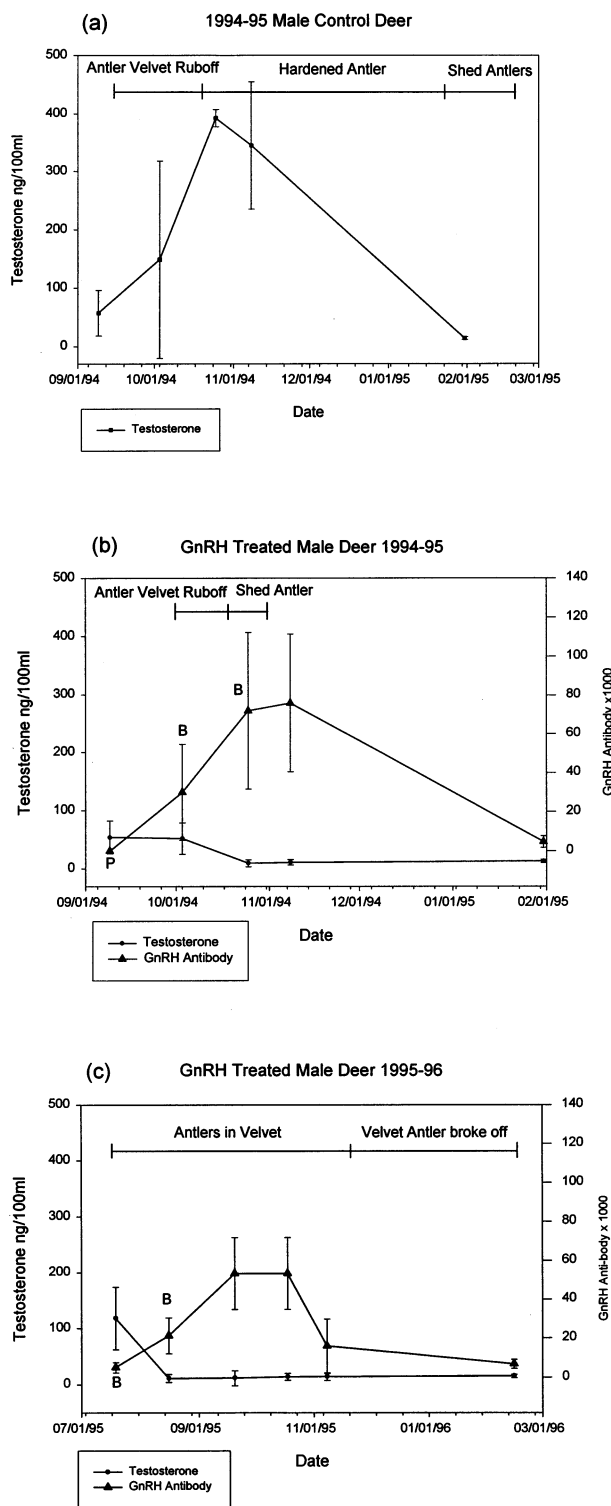 (a) 1994-95 Male Control Deer
Antler Velvet Ruboff Hardened Antler Shed Antlers
500
400
300
200
100
0
Testosterone ng/100ml
09/01/94 10/01/94 11/01/94 12/01/94 01/01/95 02/01/95 03/01/95
Date
Testosterone
(b) GnRH Treated Male Deer 1994-95
Antler Velvet Ruboff Shed Antler
500 140
400 120
300 100
200 80
100 60
0 40
20
0
Testosterone ng/100ml
GnRH Antibody x1000
B
B
P
09/01/94 10/01/94 11/01/94 12/01/94 01/01/95 02/01/95
Date
Testosterone
GnRH Antibody
(c) GnRH Treated Male Deer 1995-96
Antlers in Velvet Velvet Antler broke off
500 140
400 120
300 100
200 80
100 60
0 40
20
0
Testosterone ng/100ml
GnRH Anti-body x 1000
B
B
07/01/95 09/01/95 11/01/95 01/01/96 03/01/96
Date
Testosterone
GnRH Antibody